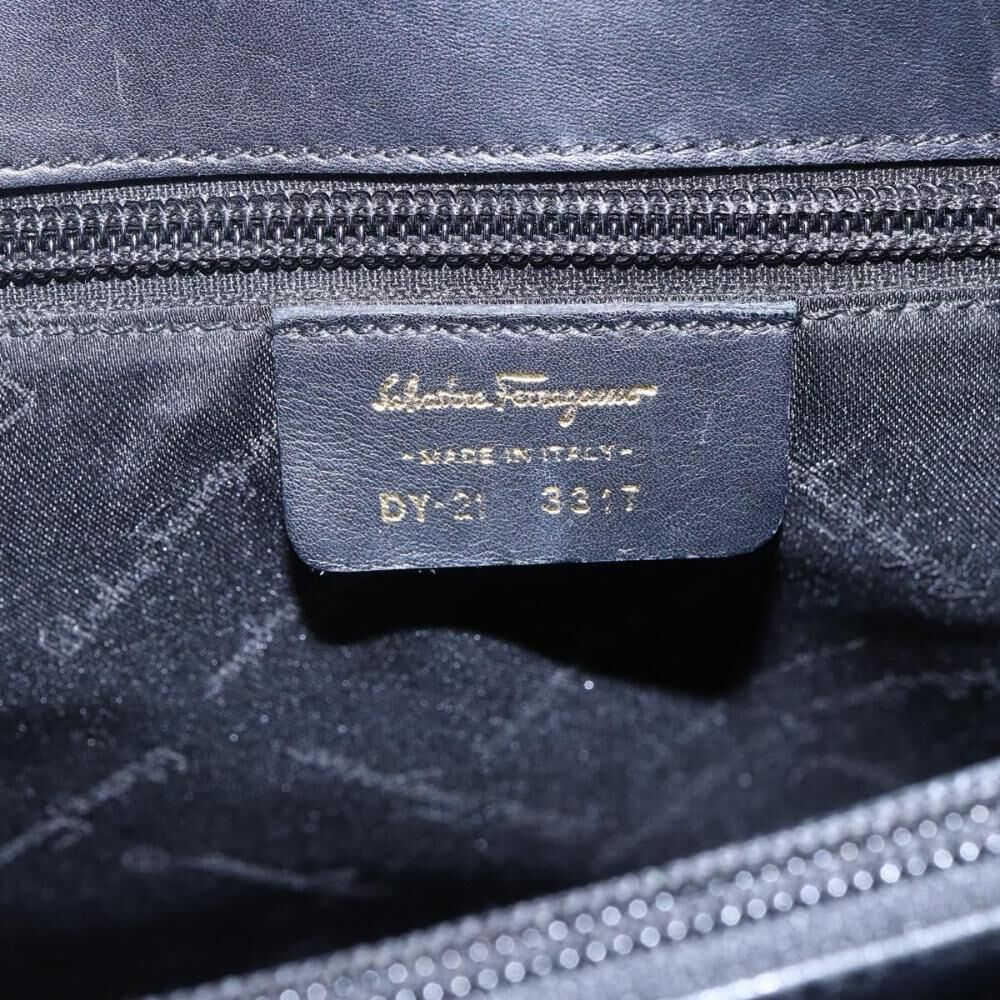 Salvatore Ferragamo
-MADE IN ITALY-
DY-21 3317